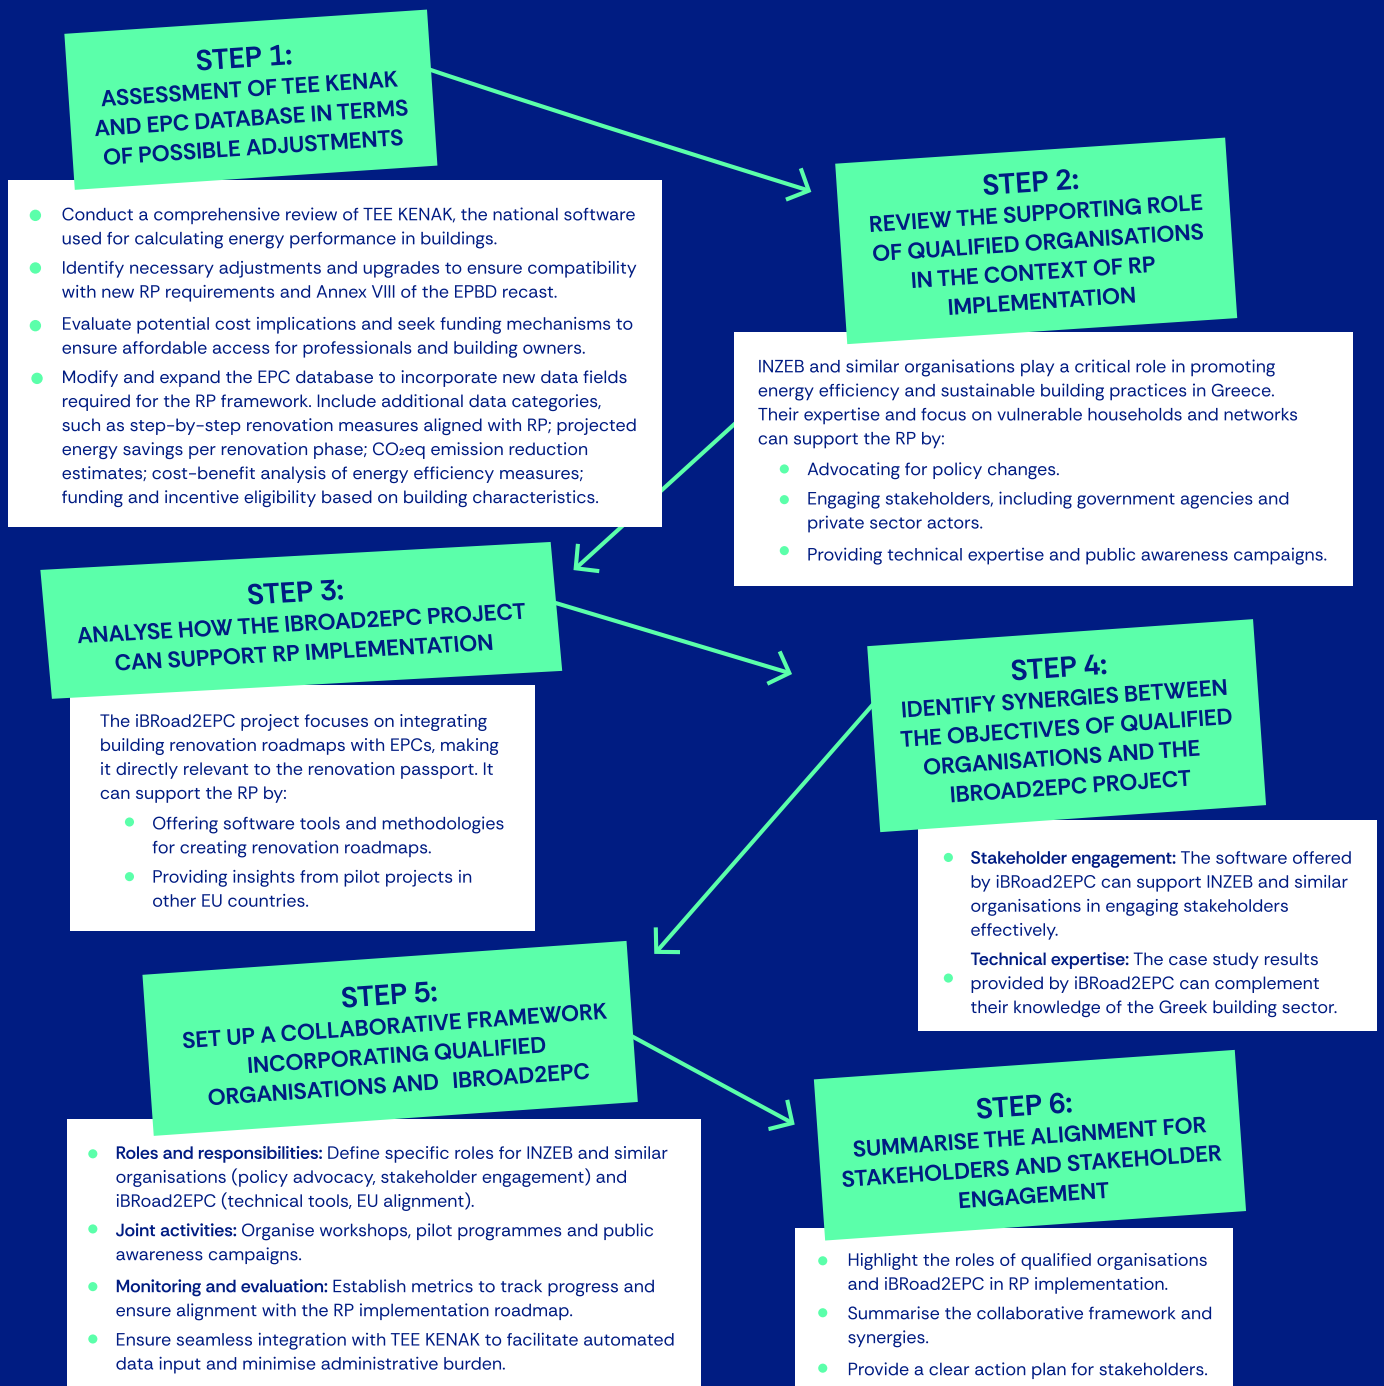 STEP 1:
ASSESSMENT OF TEE KENAK
AND EPC DATABASE IN TERMS
OF POSSIBLE ADJUSTMENTS
Conduct a comprehensive review of TEE KENAK, the national software
used for calculating energy performance in buildings.
Identify necessary adjustments and upgrades to ensure compatibility
with new RP requirements and Annex VIII of the EPBD recast.
Evaluate potential cost implications and seek funding mechanisms to
ensure affordable access for professionals and building owners.
Modify and expand the EPC database to incorporate new data fields
required for the RP framework. Include additional data categories,
such as step-by-step renovation measures aligned with RP; projected
energy savings per renovation phase; CO₂eq emission reduction
estimates; cost-benefit analysis of energy efficiency measures;
funding and incentive eligibility based on building characteristics.
STEP 2:
REVIEW THE SUPPORTING ROLE
OF QUALIFIED ORGANISATIONS
IN THE CONTEXT OF RP
IMPLEMENTATION
INZEB and similar organisations play a critical role in promoting
energy efficiency and sustainable building practices in Greece.
Their expertise and focus on vulnerable households and networks
can support the RP by:
Advocating for policy changes.
Engaging stakeholders, including government agencies and
private sector actors.
Providing technical expertise and public awareness campaigns.
STEP 3:
ANALYSE HOW THE IBROAD2EPC PROJECT
CAN SUPPORT RP IMPLEMENTATION
The iBRoad2EPC project focuses on integrating
building renovation roadmaps with EPCs, making
it directly relevant to the renovation passport. It
can support the RP by:
Offering software tools and methodologies
for creating renovation roadmaps.
Providing insights from pilot projects in
other EU countries.
STEP 4:
IDENTIFY SYNERGIES BETWEEN
THE OBJECTIVES OF QUALIFIED
ORGANISATIONS AND THE
IBROAD2EPC PROJECT
Stakeholder engagement: The software offered
by iBRoad2EPC can support INZEB and similar
organisations in engaging stakeholders
effectively.
Technical expertise: The case study results
provided by iBRoad2EPC can complement
their knowledge of the Greek building sector.
STEP 5:
SET UP A COLLABORATIVE FRAMEWORK
INCORPORATING QUALIFIED
ORGANISATIONS AND IBROAD2EPC
Roles and responsibilities: Define specific roles for INZEB and similar
organisations (policy advocacy, stakeholder engagement) and
iBRoad2EPC (technical tools, EU alignment).
Joint activities: Organise workshops, pilot programmes and public
awareness campaigns.
Monitoring and evaluation: Establish metrics to track progress and
ensure alignment with the RP implementation roadmap.
Ensure seamless integration with TEE KENAK to facilitate automated
data input and minimise administrative burden.
STEP 6:
SUMMARISE THE ALIGNMENT FOR
STAKEHOLDERS AND STAKEHOLDER
ENGAGEMENT
Highlight the roles of qualified organisations
and iBRoad2EPC in RP implementation.
Summarise the collaborative framework and
synergies.
Provide a clear action plan for stakeholders.